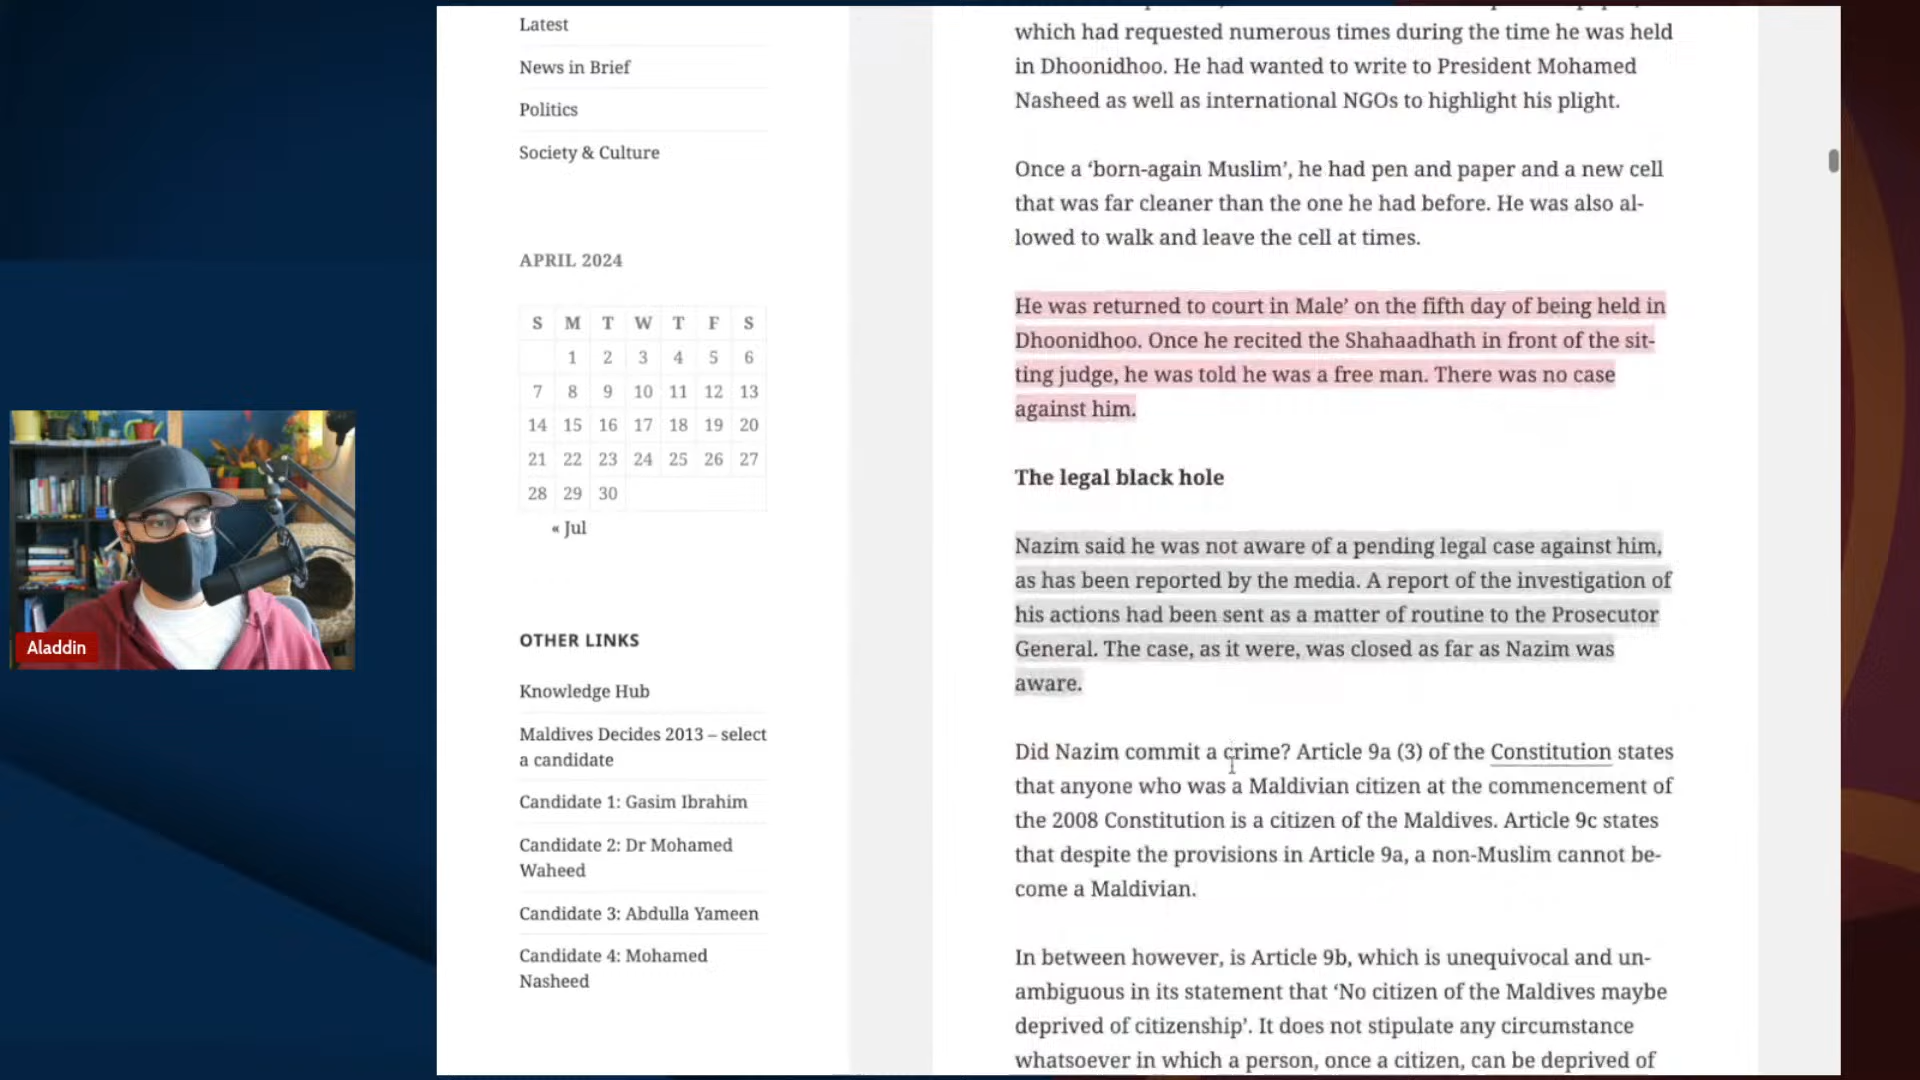 Latest
News in Brief
Politics
Society & Culture
APRIL 2024
S M T W T F S
1 2 3 4 5 6
7 8 9 10 11 12 13
14 15 16 17 18 19 20
21 22 23 24 25 26 27
28 29 30
« Jul
OTHER LINKS
Knowledge Hub
Maldives Decides 2013 – select
a candidate
Candidate 1: Gasim Ibrahim
Candidate 2: Dr Mohamed
Waheed
Candidate 3: Abdulla Yameen
Candidate 4: Mohamed
Nasheed
which had requested numerous times during the time he was held
in Dhoonidhoo. He had wanted to write to President Mohamed
Nasheed as well as international NGOs to highlight his plight.
Once a ‘born-again Muslim’, he had pen and paper and a new cell
that was far cleaner than the one he had before. He was also al-
lowed to walk and leave the cell at times.
He was returned to court in Male’ on the fifth day of being held in
Dhoonidhoo. Once he recited the Shahaadhath in front of the sit-
ting judge, he was told he was a free man. There was no case
against him.
The legal black hole
Nazim said he was not aware of a pending legal case against him,
as has been reported by the media. A report of the investigation of
his actions had been sent as a matter of routine to the Prosecutor
General. The case, as it were, was closed as far as Nazim was
aware.
Did Nazim commit a crime? Article 9a (3) of the Constitution states
that anyone who was a Maldivian citizen at the commencement of
the 2008 Constitution is a citizen of the Maldives. Article 9c states
that despite the provisions in Article 9a, a non-Muslim cannot be-
come a Maldivian.
In between however, is Article 9b, which is unequivocal and un-
ambiguous in its statement that ‘No citizen of the Maldives maybe
deprived of citizenship’. It does not stipulate any circumstance
whatsoever in which a person, once a citizen, can be deprived of
Aladdin